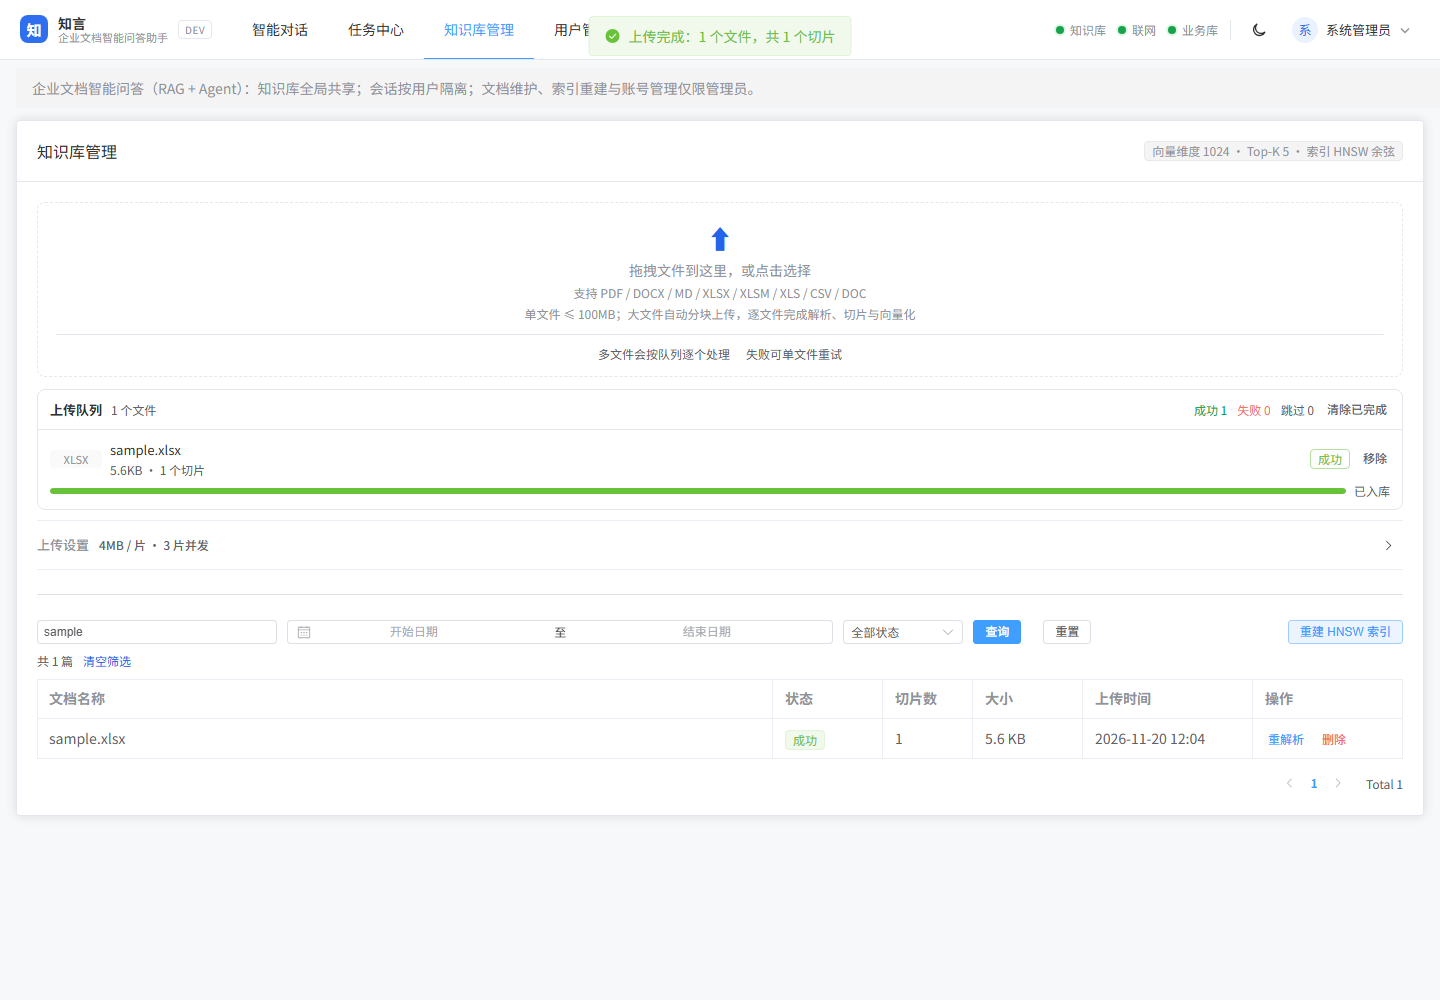 知
知言
企业文档智能问答助手
DEV
智能对话
任务中心
知识库管理
用户管
上传完成：1 个文件，共 1 个切片
知识库
联网
业务库
系
系统管理员
企业文档智能问答（RAG + Agent）：知识库全局共享；会话按用户隔离；文档维护、索引重建与账号管理仅限管理员。
知识库管理
向量维度 1024 · Top-K 5 · 索引 HNSW 余弦
拖拽文件到这里，或点击选择
支持 PDF / DOCX / MD / XLSX / XLSM / XLS / CSV / DOC
单文件 ≤ 100MB；大文件自动分块上传，逐文件完成解析、切片与向量化
多文件会按队列逐个处理 失败可单文件重试
上传队列 1 个文件
成功 1 失败 0 跳过 0 清除已完成
XLSX
sample.xlsx
5.6KB · 1 个切片
成功
移除
已入库
上传设置 4MB / 片 · 3 片并发
sample
开始日期 至 结束日期
全部状态
查询
重置
重建 HNSW 索引
共 1 篇 清空筛选
文档名称 状态 切片数 大小 上传时间 操作
sample.xlsx 成功 1 5.6 KB 2026-11-20 12:04 重解析 删除
1
Total 1